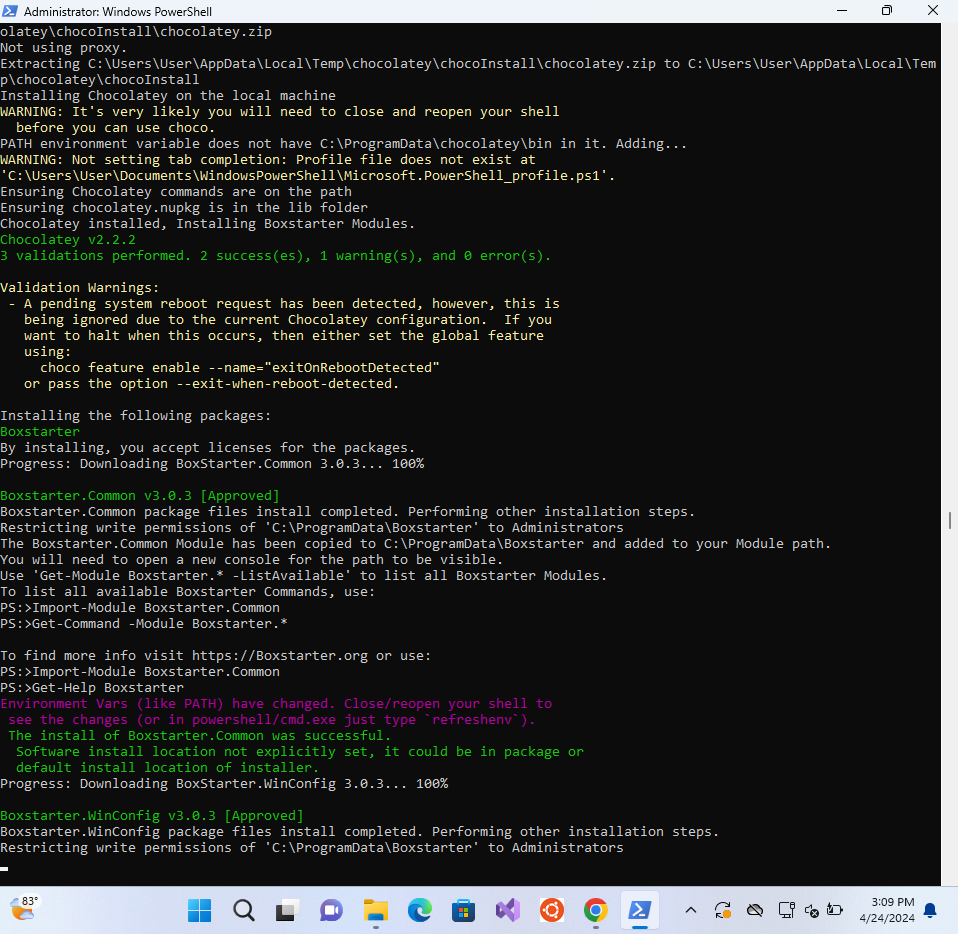 Administrator: Windows PowerShell
olatey\chocoInstall\chocolatey.zip
Not using proxy.
Extracting C:\Users\User\AppData\Local\Temp\chocolatey\chocoInstall\chocolatey.zip to C:\Users\User\AppData\Local\Tem
p\chocolatey\chocoInstall
Installing Chocolatey on the local machine
WARNING: It's very likely you will need to close and reopen your shell
  before you can use choco.
PATH environment variable does not have C:\ProgramData\chocolatey\bin in it. Adding...
WARNING: Not setting tab completion: Profile file does not exist at
'C:\Users\User\Documents\WindowsPowerShell\Microsoft.PowerShell_profile.ps1'.
Ensuring Chocolatey commands are on the path
Ensuring chocolatey.nupkg is in the lib folder
Chocolatey installed, Installing Boxstarter Modules.
Chocolatey v2.2.2
3 validations performed. 2 success(es), 1 warning(s), and 0 error(s).
Validation Warnings:
 - A pending system reboot request has been detected, however, this is
   being ignored due to the current Chocolatey configuration.  If you
   want to halt when this occurs, then either set the global feature
   using:
     choco feature enable --name="exitOnRebootDetected"
   or pass the option --exit-when-reboot-detected.
Installing the following packages:
Boxstarter
By installing, you accept licenses for the packages.
Progress: Downloading BoxStarter.Common 3.0.3... 100%
Boxstarter.Common v3.0.3 [Approved]
Boxstarter.Common package files install completed. Performing other installation steps.
Restricting write permissions of 'C:\ProgramData\Boxstarter' to Administrators
The Boxstarter.Common Module has been copied to C:\ProgramData\Boxstarter and added to your Module path.
You will need to open a new console for the path to be visible.
Use 'Get-Module Boxstarter.* -ListAvailable' to list all Boxstarter Modules.
To list all available Boxstarter Commands, use:
PS:>Import-Module Boxstarter.Common
PS:>Get-Command -Module Boxstarter.*
To find more info visit https://Boxstarter.org or use:
PS:>Import-Module Boxstarter.Common
PS:>Get-Help Boxstarter
Environment Vars (like PATH) have changed. Close/reopen your shell to
 see the changes (or in powershell/cmd.exe just type `refreshenv`).
 The install of Boxstarter.Common was successful.
  Software install location not explicitly set, it could be in package or
  default install location of installer.
Progress: Downloading BoxStarter.WinConfig 3.0.3... 100%
Boxstarter.WinConfig v3.0.3 [Approved]
Boxstarter.WinConfig package files install completed. Performing other installation steps.
Restricting write permissions of 'C:\ProgramData\Boxstarter' to Administrators
83°
3:09 PM
4/24/2024